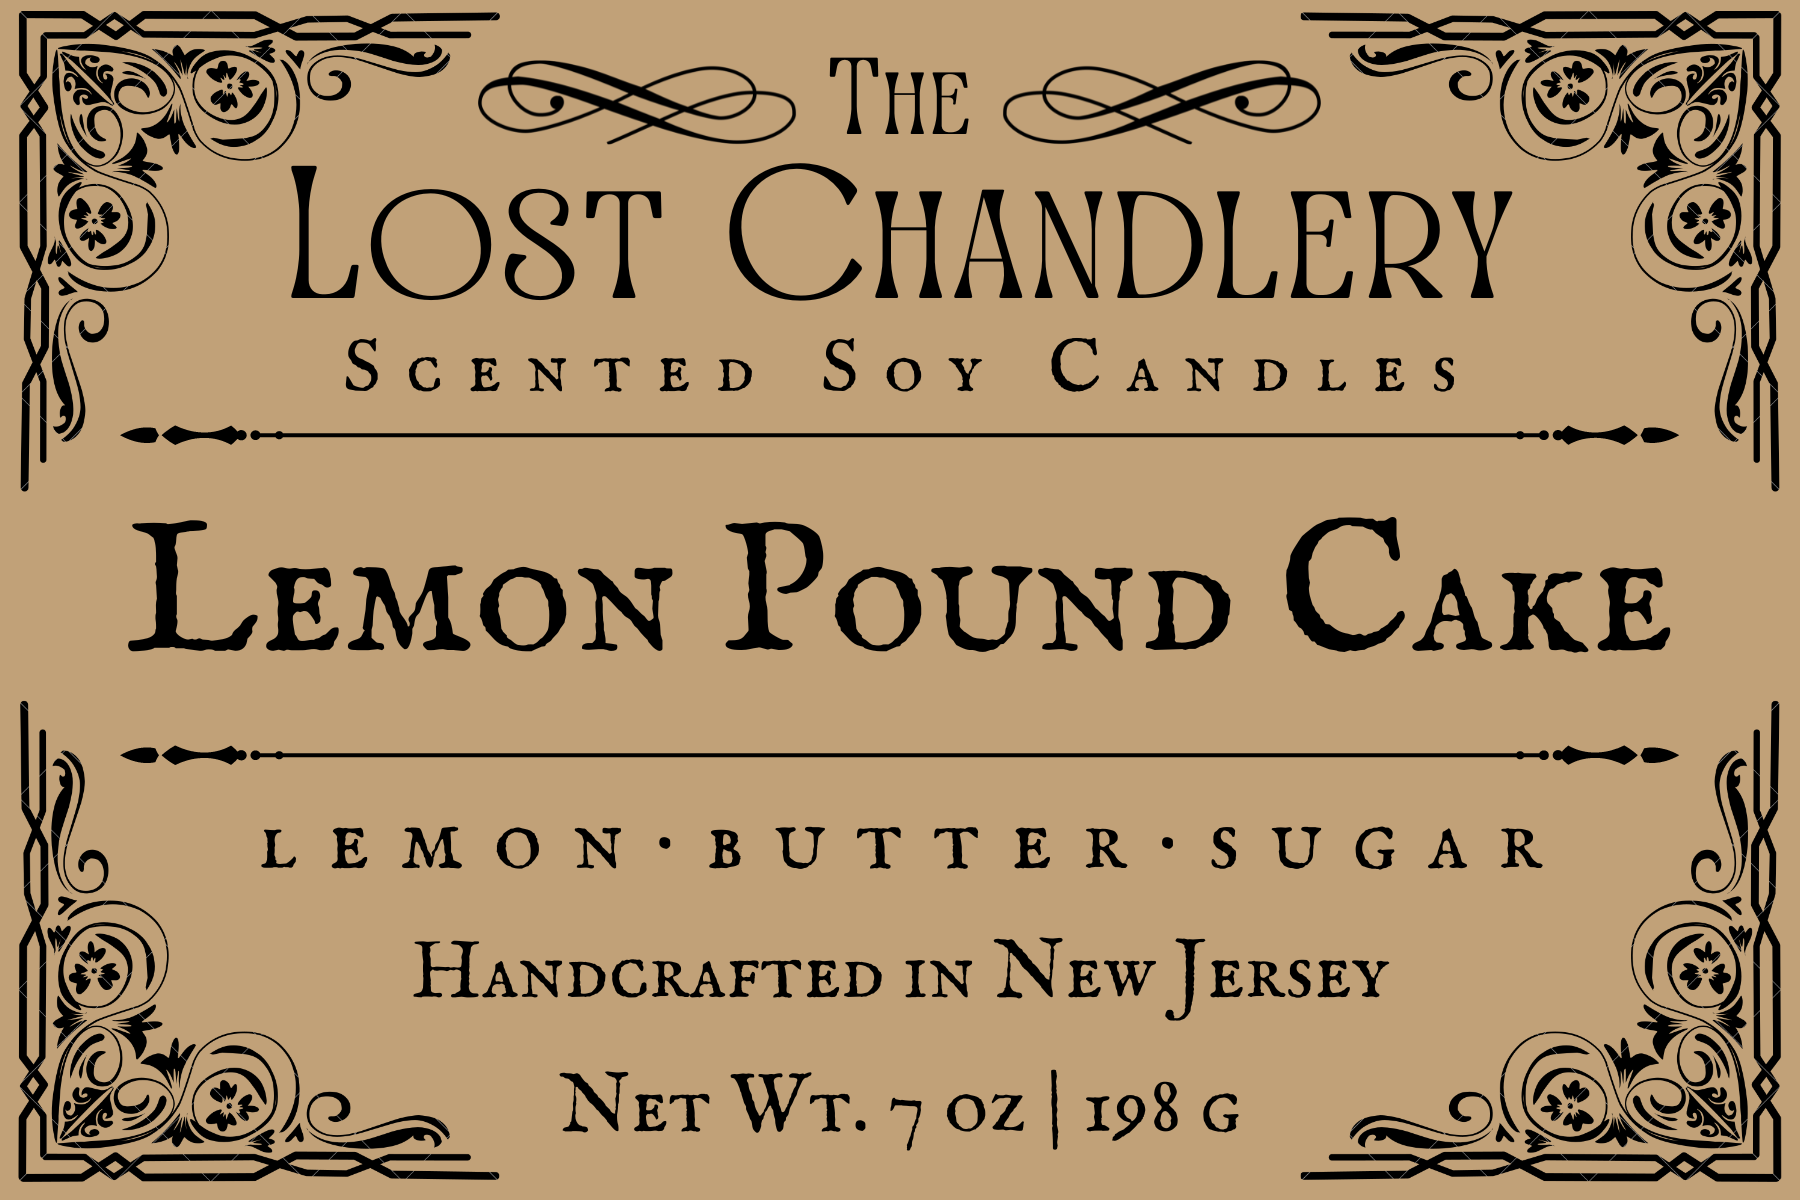 The
Lost Chandlery
Scented Soy Candles
Lemon Pound Cake
LEMON·BUTTER·SUGAR
Handcrafted in New Jersey
Net Wt. 7 oz | 198 g